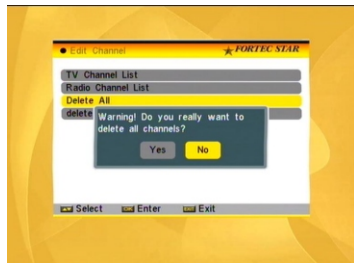 Edit Channel
FORTEC STAR
TV Channel List
Radio Channel List
Delete All
delete
Warning! Do you really want to
delete all channels?
Yes
No
Select
Enter
Exit